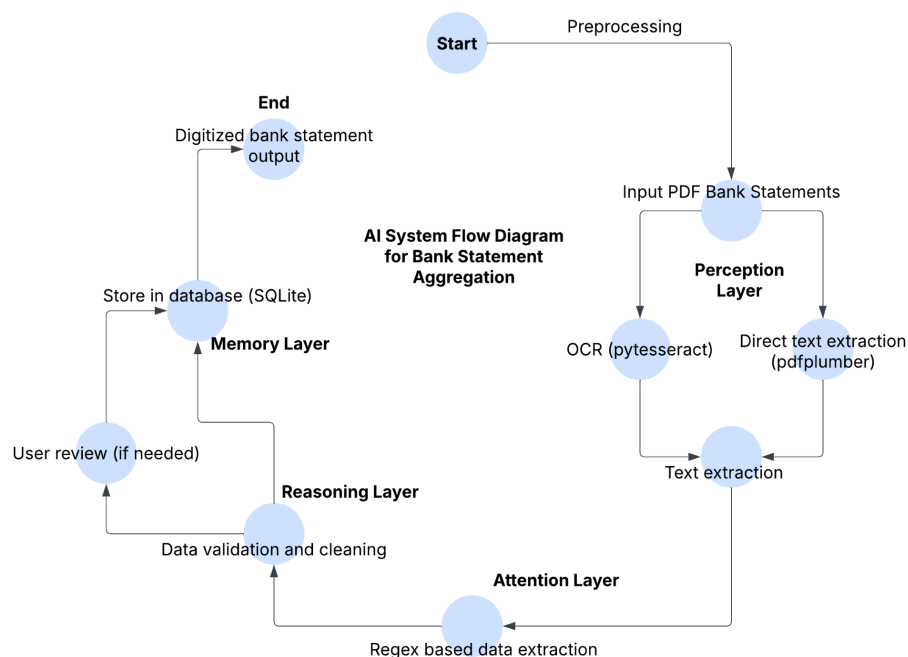 Start
Preprocessing
End
Digitized bank statement
output
Input PDF Bank Statements
AI System Flow Diagram
for Bank Statement
Aggregation
Perception
Layer
Store in database (SQLite)
Memory Layer
OCR (pytesseract)
Direct text extraction
(pdfplumber)
User review (if needed)
Text extraction
Reasoning Layer
Data validation and cleaning
Attention Layer
Regex based data extraction